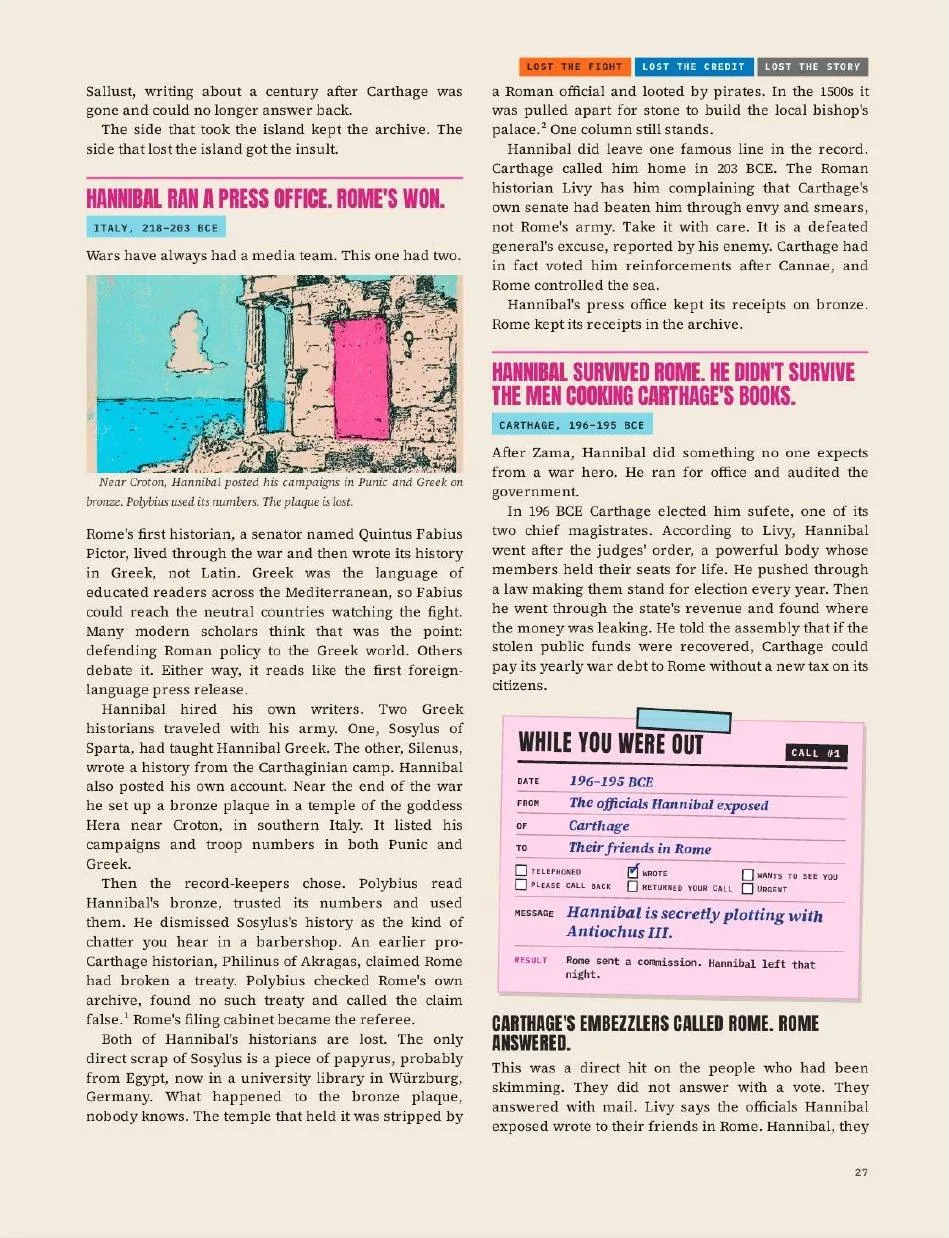 LOST THE FIGHT LOST THE CREDIT LOST THE STORY
Sallust, writing about a century after Carthage was
gone and could no longer answer back.
The side that took the island kept the archive. The
side that lost the island got the insult.
HANNIBAL RAN A PRESS OFFICE. ROME'S WON.
ITALY, 218–203 BCE
Wars have always had a media team. This one had two.
Near Croton, Hannibal posted his campaigns in Punic and Greek on
bronze. Polybius used its numbers. The plaque is lost.
Rome's first historian, a senator named Quintus Fabius
Pictor, lived through the war and then wrote its history
in Greek, not Latin. Greek was the language of
educated readers across the Mediterranean, so Fabius
could reach the neutral countries watching the fight.
Many modern scholars think that was the point:
defending Roman policy to the Greek world. Others
debate it. Either way, it reads like the first foreign-
language press release.
Hannibal hired his own writers. Two Greek
historians traveled with his army. One, Sosylus of
Sparta, had taught Hannibal Greek. The other, Silenus,
wrote a history from the Carthaginian camp. Hannibal
also posted his own account. Near the end of the war
he set up a bronze plaque in a temple of the goddess
Hera near Croton, in southern Italy. It listed his
campaigns and troop numbers in both Punic and
Greek.
Then the record-keepers chose. Polybius read
Hannibal's bronze, trusted its numbers and used
them. He dismissed Sosylus's history as the kind of
chatter you hear in a barbershop. An earlier pro-
Carthage historian, Philinus of Akragas, claimed Rome
had broken a treaty. Polybius checked Rome's own
archive, found no such treaty and called the claim
false.¹ Rome's filing cabinet became the referee.
Both of Hannibal's historians are lost. The only
direct scrap of Sosylus is a piece of papyrus, probably
from Egypt, now in a university library in Würzburg,
Germany. What happened to the bronze plaque,
nobody knows. The temple that held it was stripped by
a Roman official and looted by pirates. In the 1500s it
was pulled apart for stone to build the local bishop's
palace.² One column still stands.
Hannibal did leave one famous line in the record.
Carthage called him home in 203 BCE. The Roman
historian Livy has him complaining that Carthage's
own senate had beaten him through envy and smears,
not Rome's army. Take it with care. It is a defeated
general's excuse, reported by his enemy. Carthage had
in fact voted him reinforcements after Cannae, and
Rome controlled the sea.
Hannibal's press office kept its receipts on bronze.
Rome kept its receipts in the archive.
HANNIBAL SURVIVED ROME. HE DIDN'T SURVIVE
THE MEN COOKING CARTHAGE'S BOOKS.
CARTHAGE, 196–195 BCE
After Zama, Hannibal did something no one expects
from a war hero. He ran for office and audited the
government.
In 196 BCE Carthage elected him sufete, one of its
two chief magistrates. According to Livy, Hannibal
went after the judges' order, a powerful body whose
members held their seats for life. He pushed through
a law making them stand for election every year. Then
he went through the state's revenue and found where
the money was leaking. He told the assembly that if the
stolen public funds were recovered, Carthage could
pay its yearly war debt to Rome without a new tax on its
citizens.
WHILE YOU WERE OUT CALL #1
DATE 196–195 BCE
FROM The officials Hannibal exposed
OF Carthage
TO Their friends in Rome
TELEPHONED WROTE WANTS TO SEE YOU
PLEASE CALL BACK RETURNED YOUR CALL URGENT
MESSAGE Hannibal is secretly plotting with
Antiochus III.
RESULT Rome sent a commission. Hannibal left that
night.
CARTHAGE'S EMBEZZLERS CALLED ROME. ROME
ANSWERED.
This was a direct hit on the people who had been
skimming. They did not answer with a vote. They
answered with mail. Livy says the officials Hannibal
exposed wrote to their friends in Rome. Hannibal, they
27